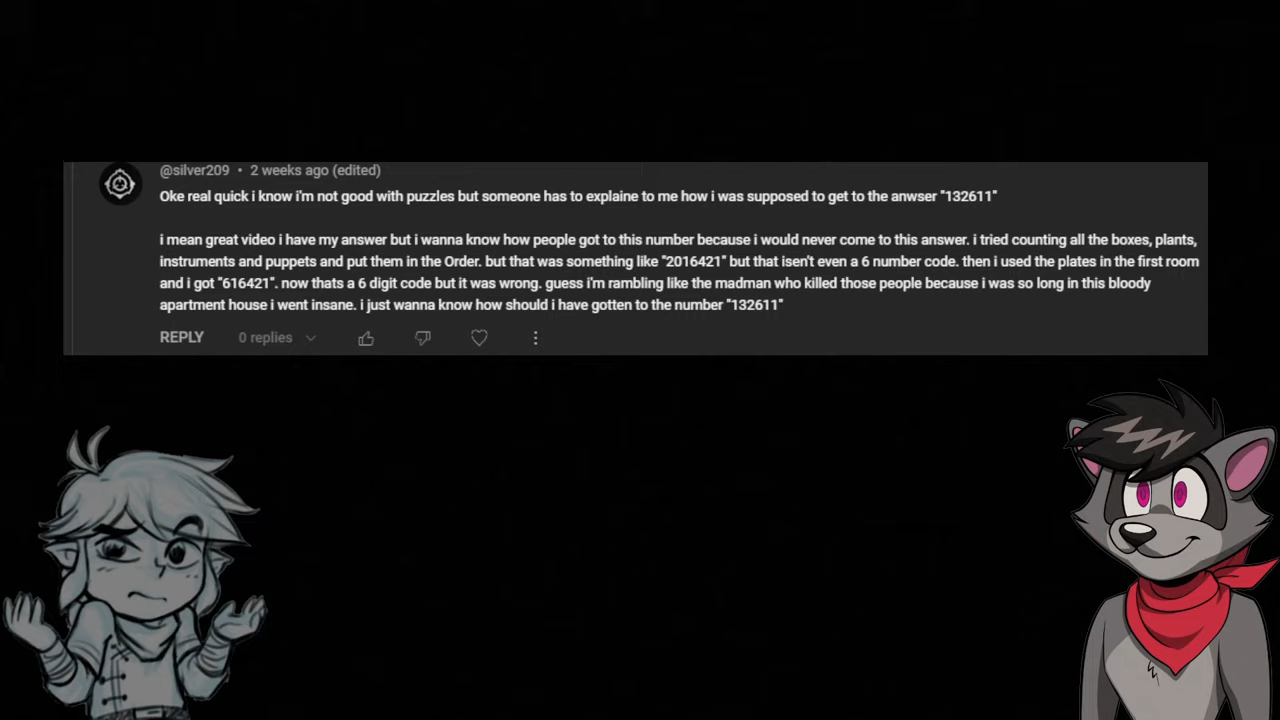 @silver209 • 2 weeks ago (edited)
Oke real quick i know i'm not good with puzzles but someone has to explaine to me how i was supposed to get to the anwser "132611"
i mean great video i have my answer but i wanna know how people got to this number because i would never come to this answer. i tried counting all the boxes, plants,
instruments and puppets and put them in the Order. but that was something like "2016421" but that isen't even a 6 number code. then i used the plates in the first room
and i got "616421". now thats a 6 digit code but it was wrong. guess i'm rambling like the madman who killed those people because i was so long in this bloody
apartment house i went insane. i just wanna know how should i have gotten to the number "132611"
REPLY 0 replies